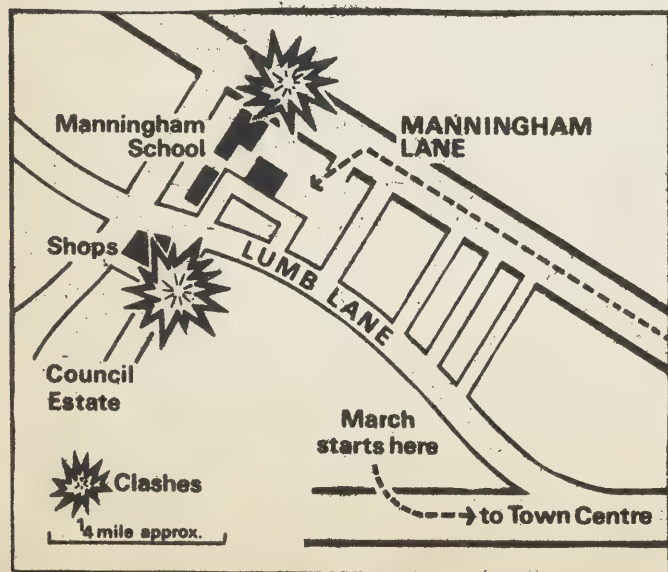 Manningham
School
MANNINGHAM
LANE
Shops
LUMB LANE
Council
Estate
March
starts here
Clashes
to Town Centre
¼ mile approx.